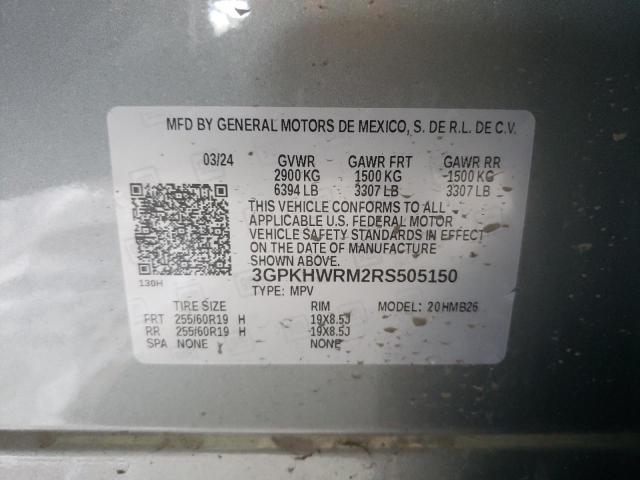 MFD BY GENERAL MOTORS DE MEXICO, S. DE R.L. DE C.V.
03/24 GVWR GAWR FRT GAWR RR
2900 KG 1500 KG 1500 KG
6394 LB 3307 LB 3307 LB
THIS VEHICLE CONFORMS TO ALL
APPLICABLE U.S. FEDERAL MOTOR
VEHICLE SAFETY STANDARDS IN EFFECT
ON THE DATE OF MANUFACTURE
SHOWN ABOVE.
130H
3GPKHWRM2RS505150
TYPE: MPV
TIRE SIZE RIM MODEL: 20HMB26
FRT 255/60R19 H 19X8.5J
RR 255/60R19 H 19X8.5J
SPA NONE NONE